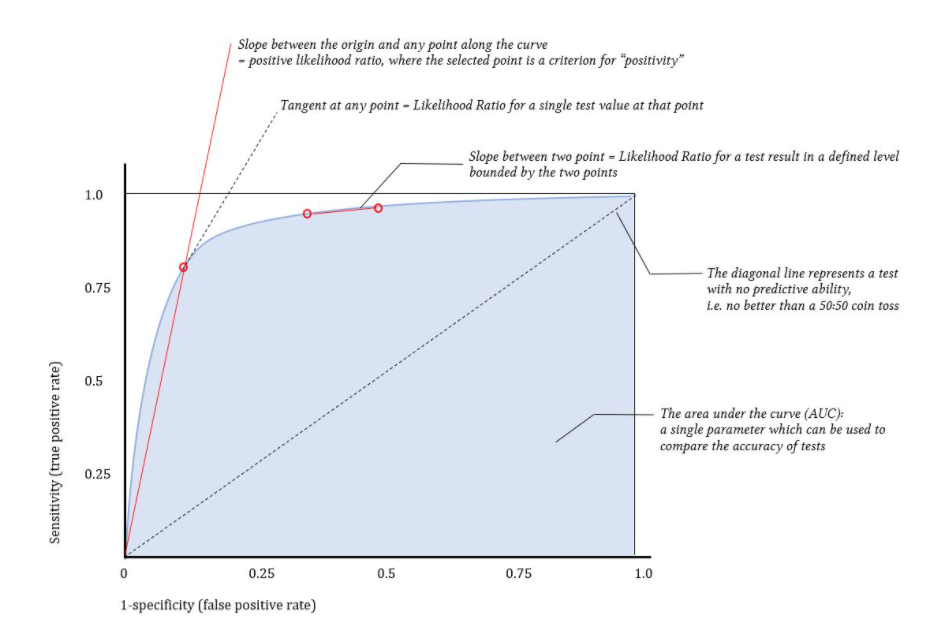 Slope between the origin and any point along the curve
= positive likelihood ratio, where the selected point is a criterion for “positivity”
Tangent at any point = Likelihood Ratio for a single test value at that point
Slope between two point = Likelihood Ratio for a test result in a defined level
bounded by the two points
1.0
0.75
0.5
0.25
Sensitivity (true positive rate)
The diagonal line represents a test
with no predictive ability,
i.e. no better than a 50:50 coin toss
The area under the curve (AUC):
a single parameter which can be used to
compare the accuracy of tests
0
0.25
0.5
0.75
1.0
1-specificity (false positive rate)